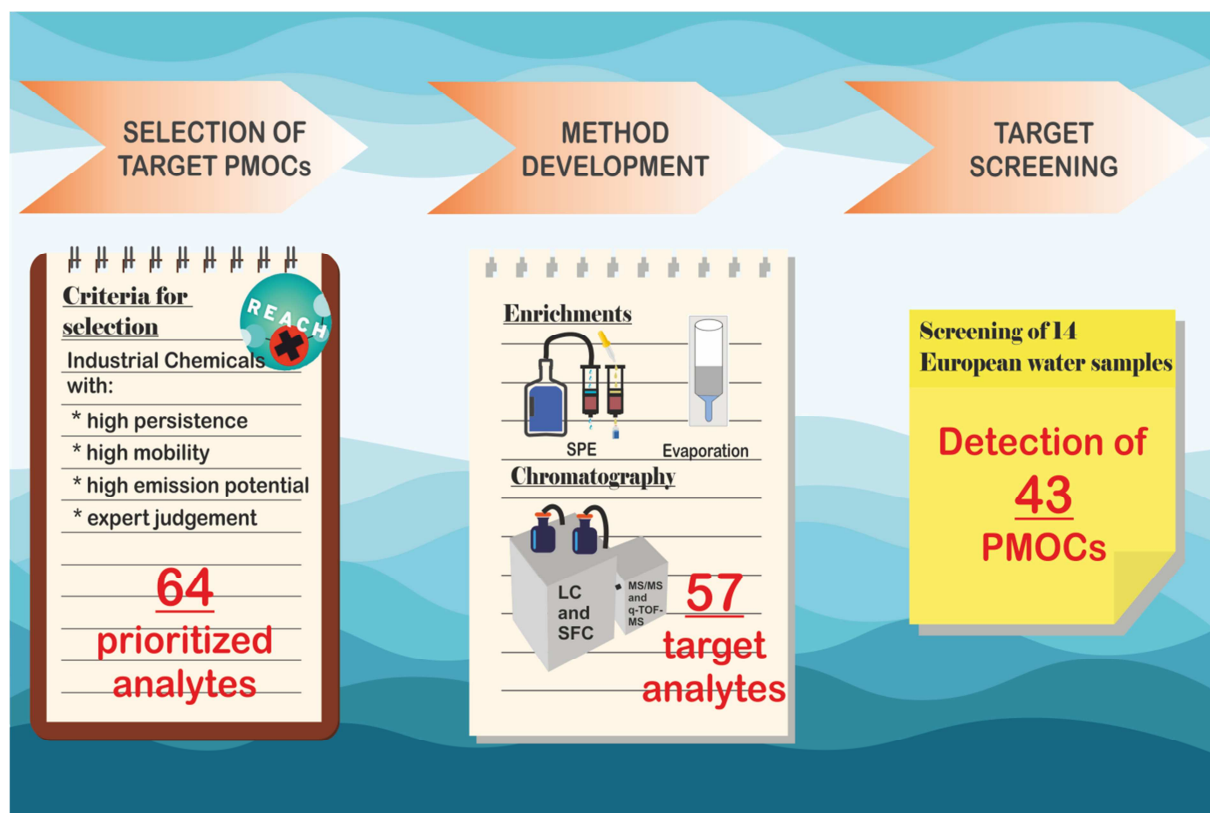 SELECTION OF
TARGET PMOCs
METHOD
DEVELOPMENT
TARGET
SCREENING
Criteria for
selection
REACH
Industrial Chemicals
with:
* high persistence
* high mobility
* high emission potential
* expert judgement
64
prioritized
analytes
Enrichments
SPE
Evaporation
Chromatography
LC
and
SFC
MS/MS
and
q-TOF-
MS
57
target
analytes
Screening of 14
European water samples
Detection of
43
PMOCs